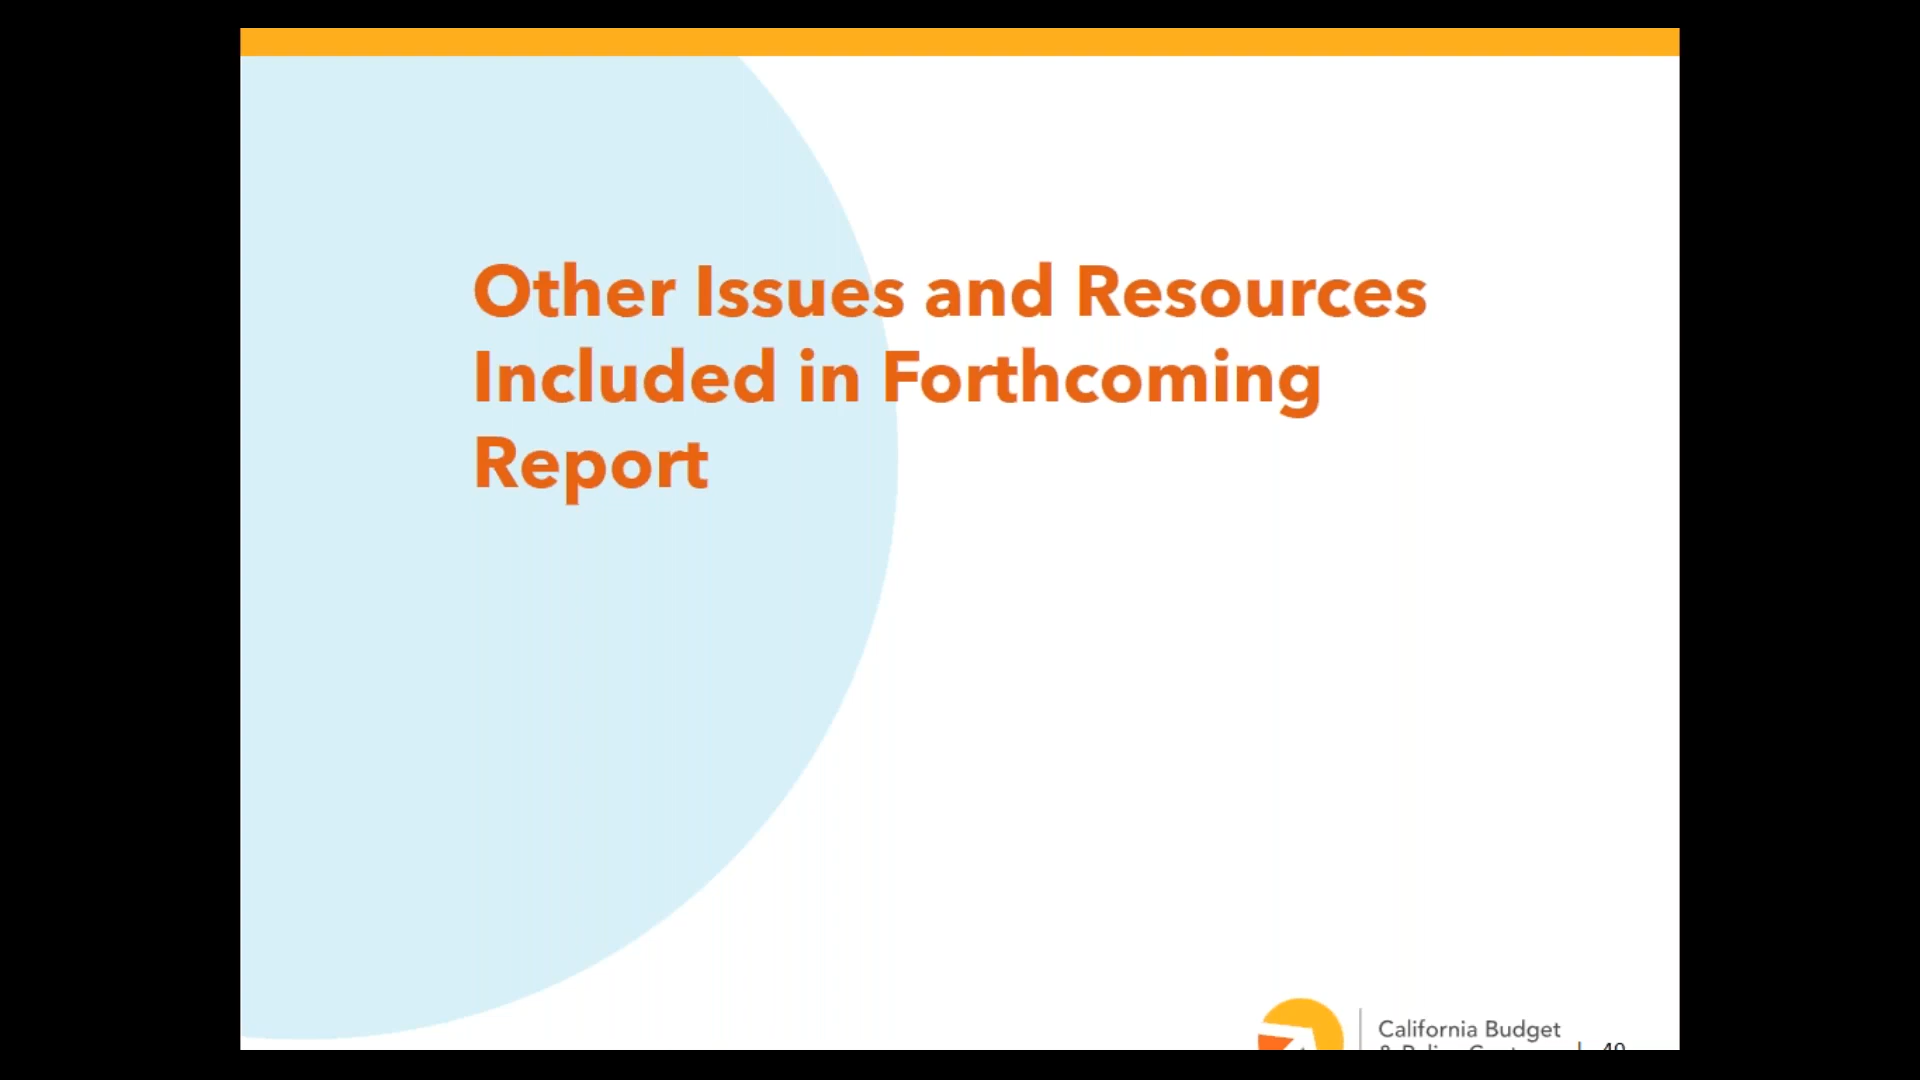 Other Issues and Resources
Included in Forthcoming
Report
California Budget